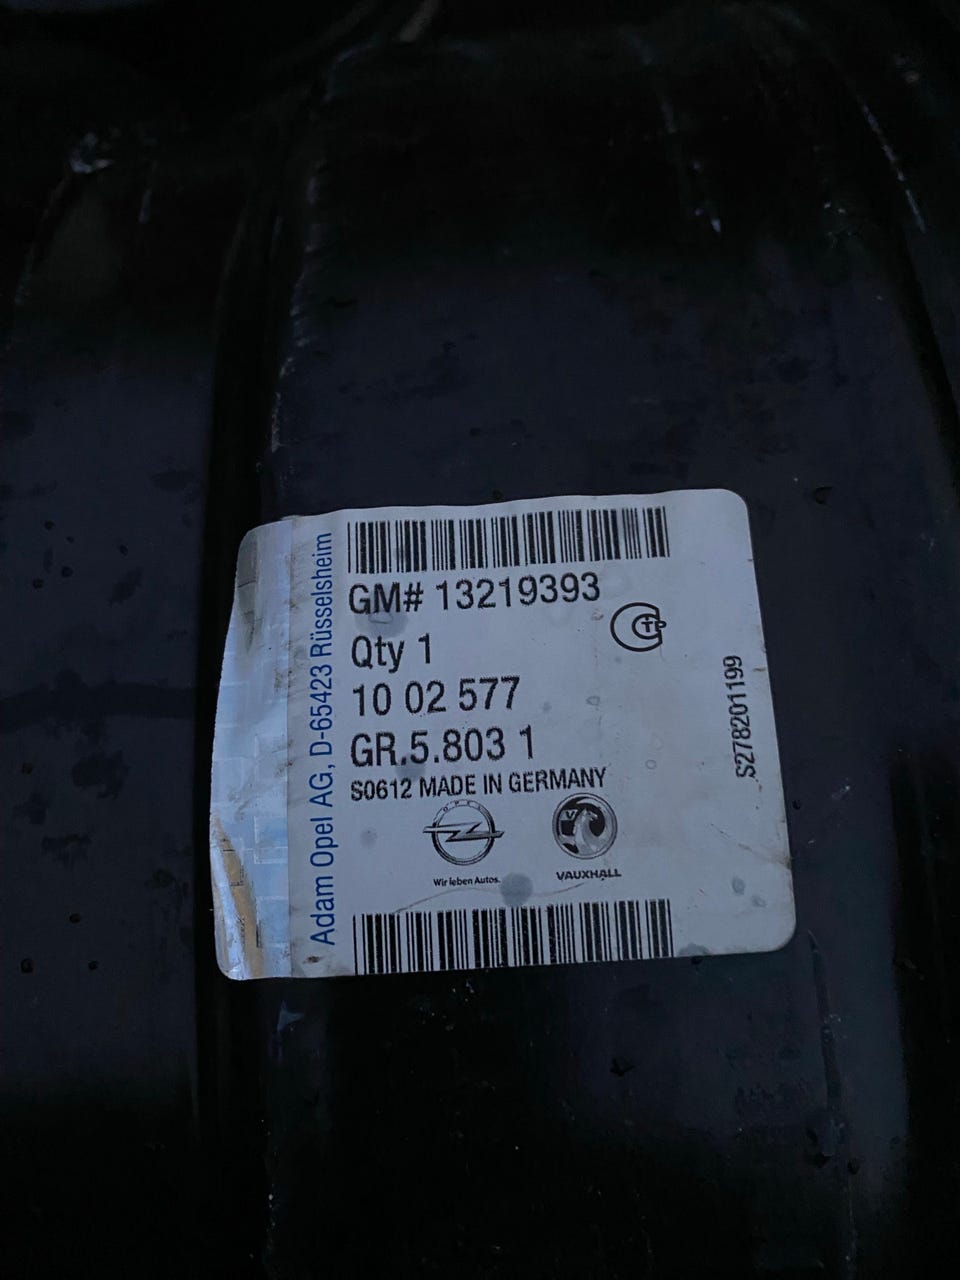 GM# 13219393
Qty 1
10 02 577
GR.5.803 1
S0612 MADE IN GERMANY
OPEL
Wir leben Autos.
VAUXHALL
Adam Opel AG, D-65423 Rüsselsheim
S278201199